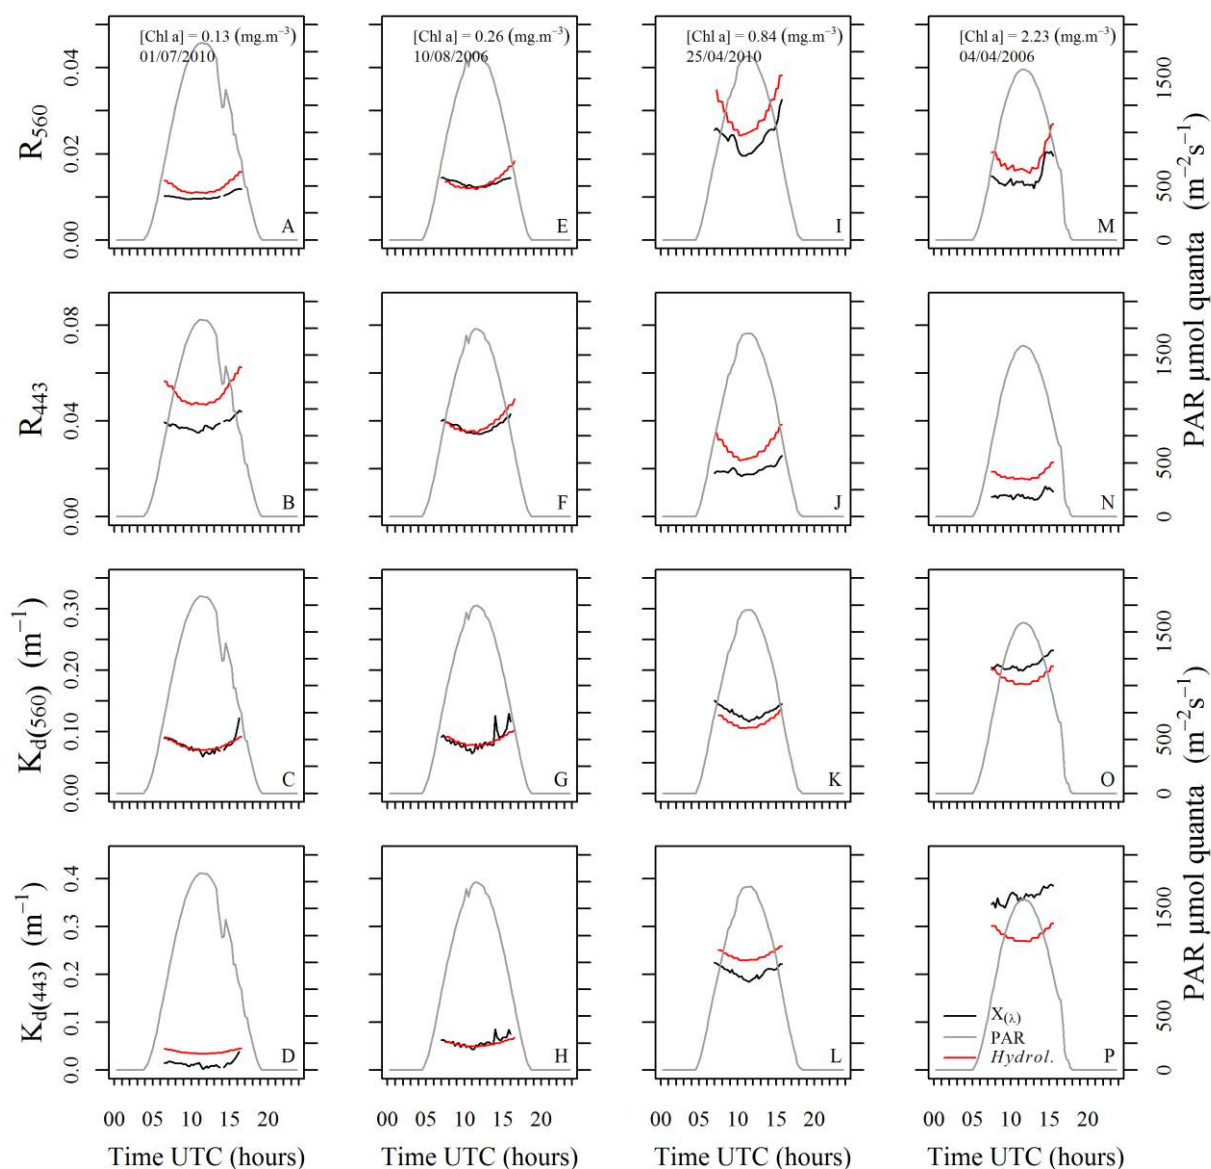 [Chl a] = 0.13 (mg.m−3)
01/07/2010
[Chl a] = 0.26 (mg.m−3)
10/08/2006
[Chl a] = 0.84 (mg.m−3)
25/04/2010
[Chl a] = 2.23 (mg.m−3)
04/04/2006
R560
0.00 0.02 0.04
A
E
I
M
0 500 1500
R443
0.00 0.04 0.08
B
F
J
N
0 500 1500
PAR µmol quanta (m−2s−1)
Kd(560) (m−1)
0.00 0.10 0.20 0.30
C
G
K
O
0 500 1500
Kd(443) (m−1)
0.0 0.1 0.2 0.3 0.4
D
H
L
P
X(λ)
PAR
Hydrol.
0 500 1500
PAR µmol quanta (m−2s−1)
00 05 10 15 20
00 05 10 15 20
00 05 10 15 20
00 05 10 15 20
Time UTC (hours)
Time UTC (hours)
Time UTC (hours)
Time UTC (hours)